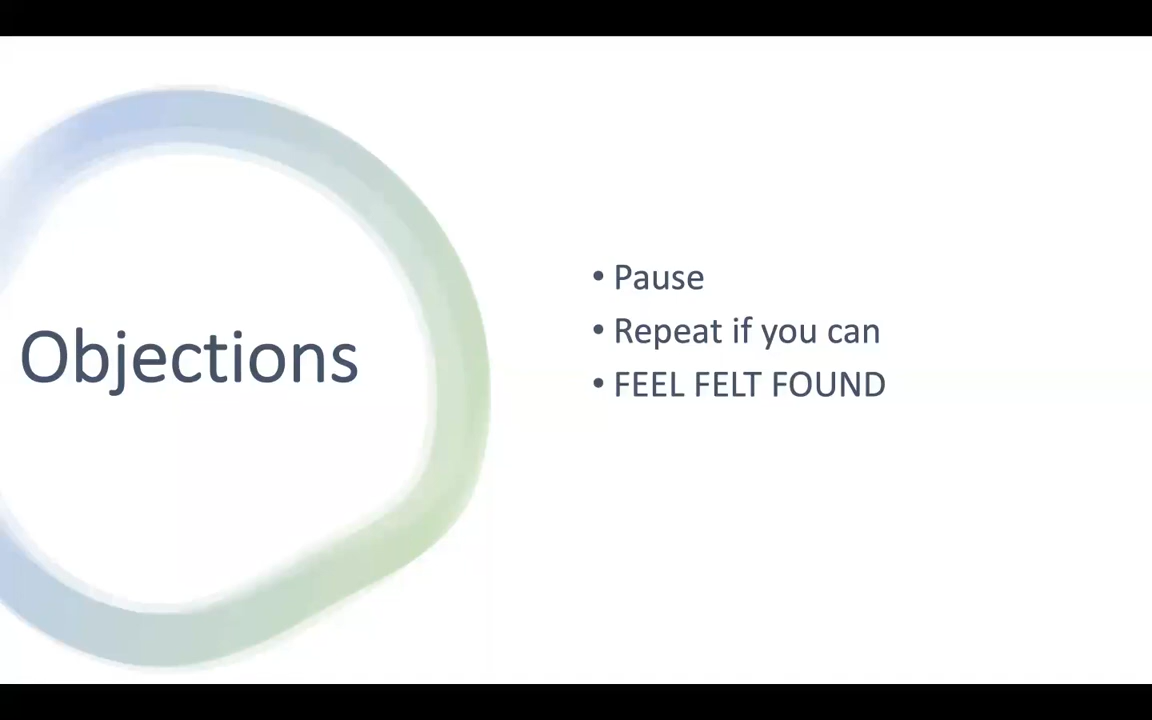 Objections
• Pause
• Repeat if you can
• FEEL FELT FOUND